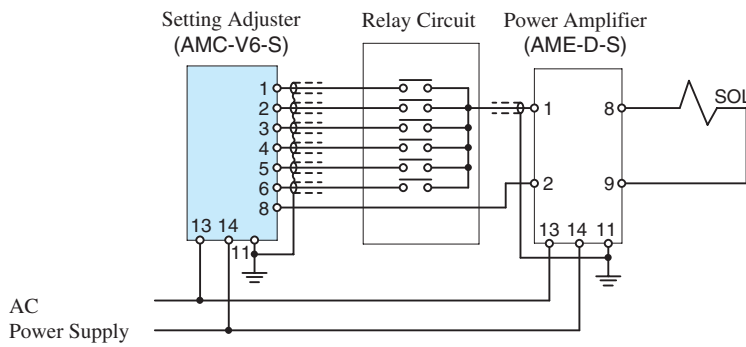 Setting Adjuster
(AMC-V6-S)
Relay Circuit
Power Amplifier
(AME-D-S)
1
2
3
4
5
6
8
13 14
11
1
2
8
9
SOL
13 14 11
AC
Power Supply